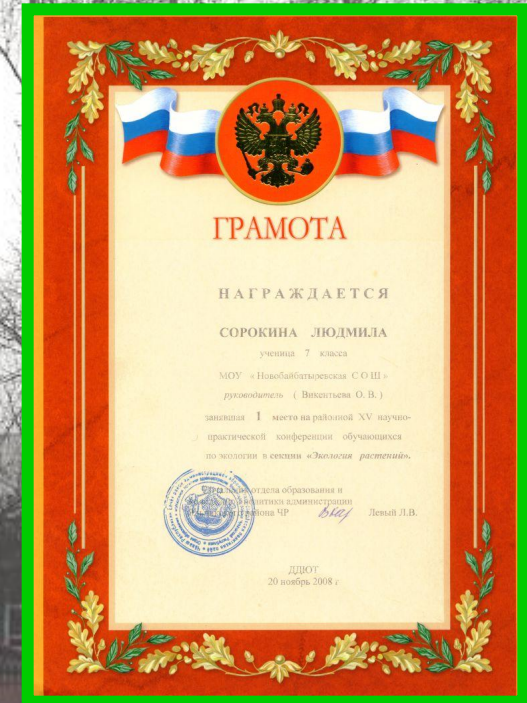 ГРАМОТА
НАГРАЖДАЕТСЯ
СОРОКИНА ЛЮДМИЛА
ученица 7 класса
МОУ «Новобайбатыревская СОШ»
руководитель ( Викентьева О. В. )
занявшая 1 место на районной XV научно-
практической конференции обучающихся
по экологии в секции «Экология растений».
отдела образования и
политики администрации
района ЧР Левый Л.В.
ДДЮТ
20 ноябрь 2008 г